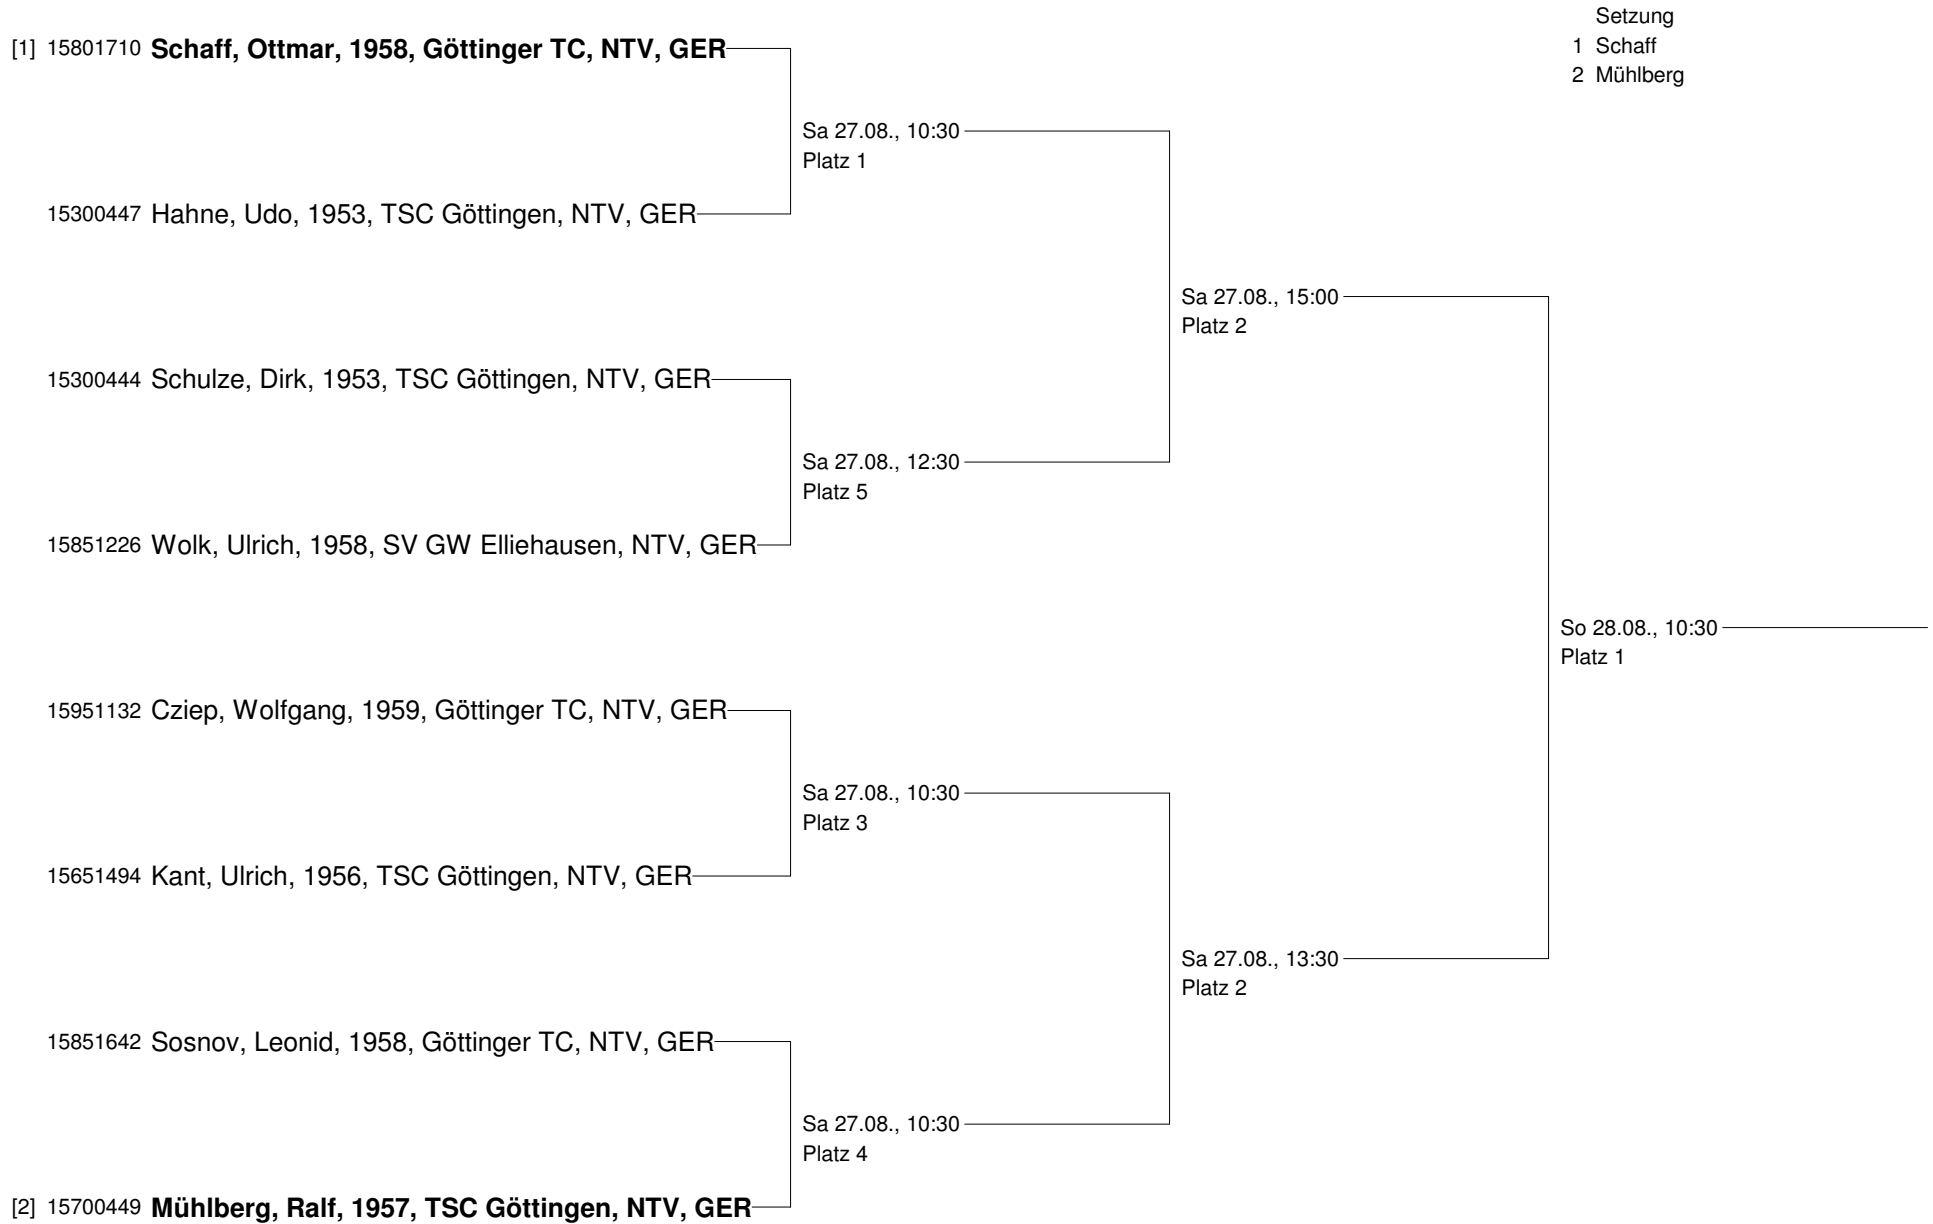 Setzung
1 Schaff
2 Mühlberg
[1] 15801710 Schaff, Ottmar, 1958, Göttinger TC, NTV, GER
Sa 27.08., 10:30
Platz 1
15300447 Hahne, Udo, 1953, TSC Göttingen, NTV, GER
Sa 27.08., 15:00
Platz 2
15300444 Schulze, Dirk, 1953, TSC Göttingen, NTV, GER
Sa 27.08., 12:30
Platz 5
15851226 Wolk, Ulrich, 1958, SV GW Elliehausen, NTV, GER
So 28.08., 10:30
Platz 1
15951132 Cziep, Wolfgang, 1959, Göttinger TC, NTV, GER
Sa 27.08., 10:30
Platz 3
15651494 Kant, Ulrich, 1956, TSC Göttingen, NTV, GER
Sa 27.08., 13:30
Platz 2
15851642 Sosnov, Leonid, 1958, Göttinger TC, NTV, GER
Sa 27.08., 10:30
Platz 4
[2] 15700449 Mühlberg, Ralf, 1957, TSC Göttingen, NTV, GER